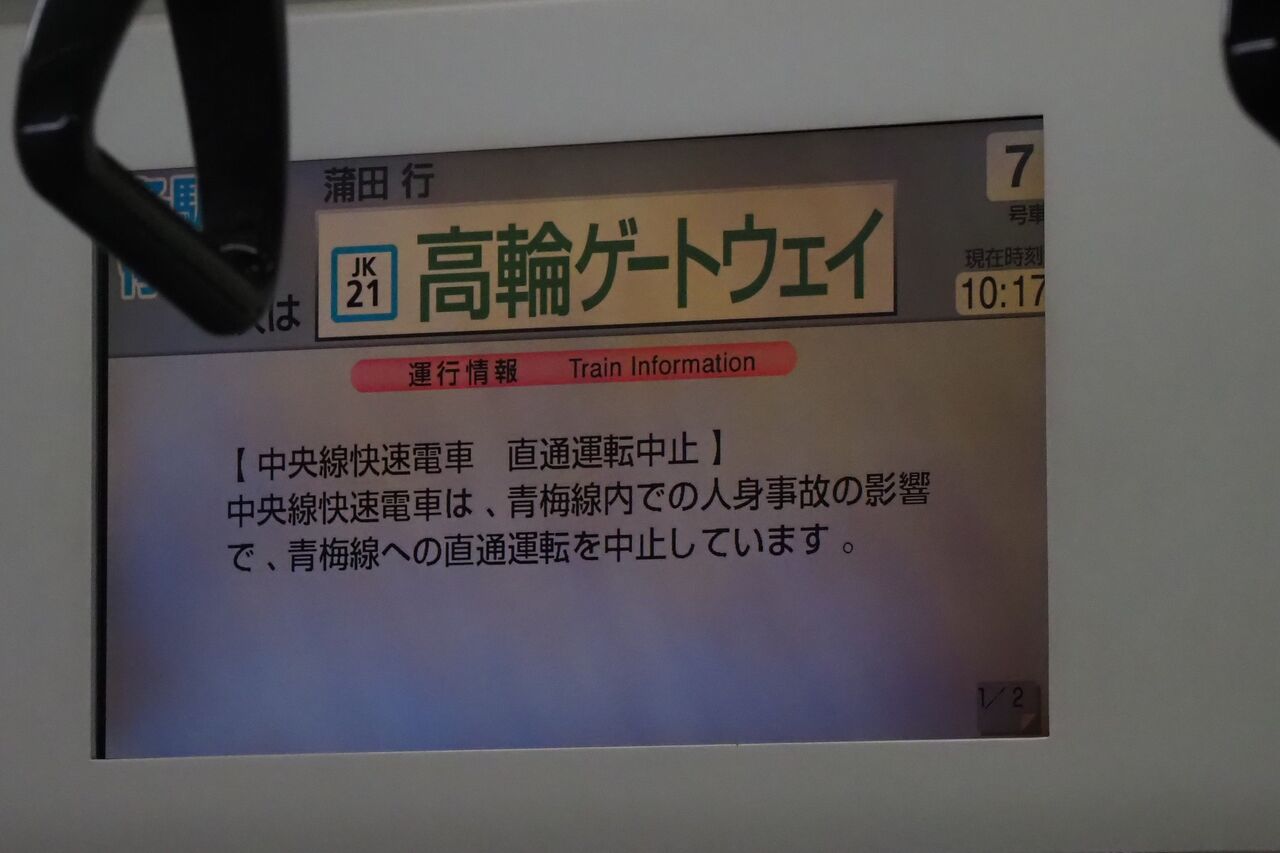 蒲田 行
7
号車
JK
21
高輪ゲートウェイ
現在時刻
10:17
は
運行情報 Train Information
【 中央線快速電車 直通運転中止 】
中央線快速電車は 、青梅線内での人身事故の影響
で 、青梅線への直通運転を中止しています 。
1／2